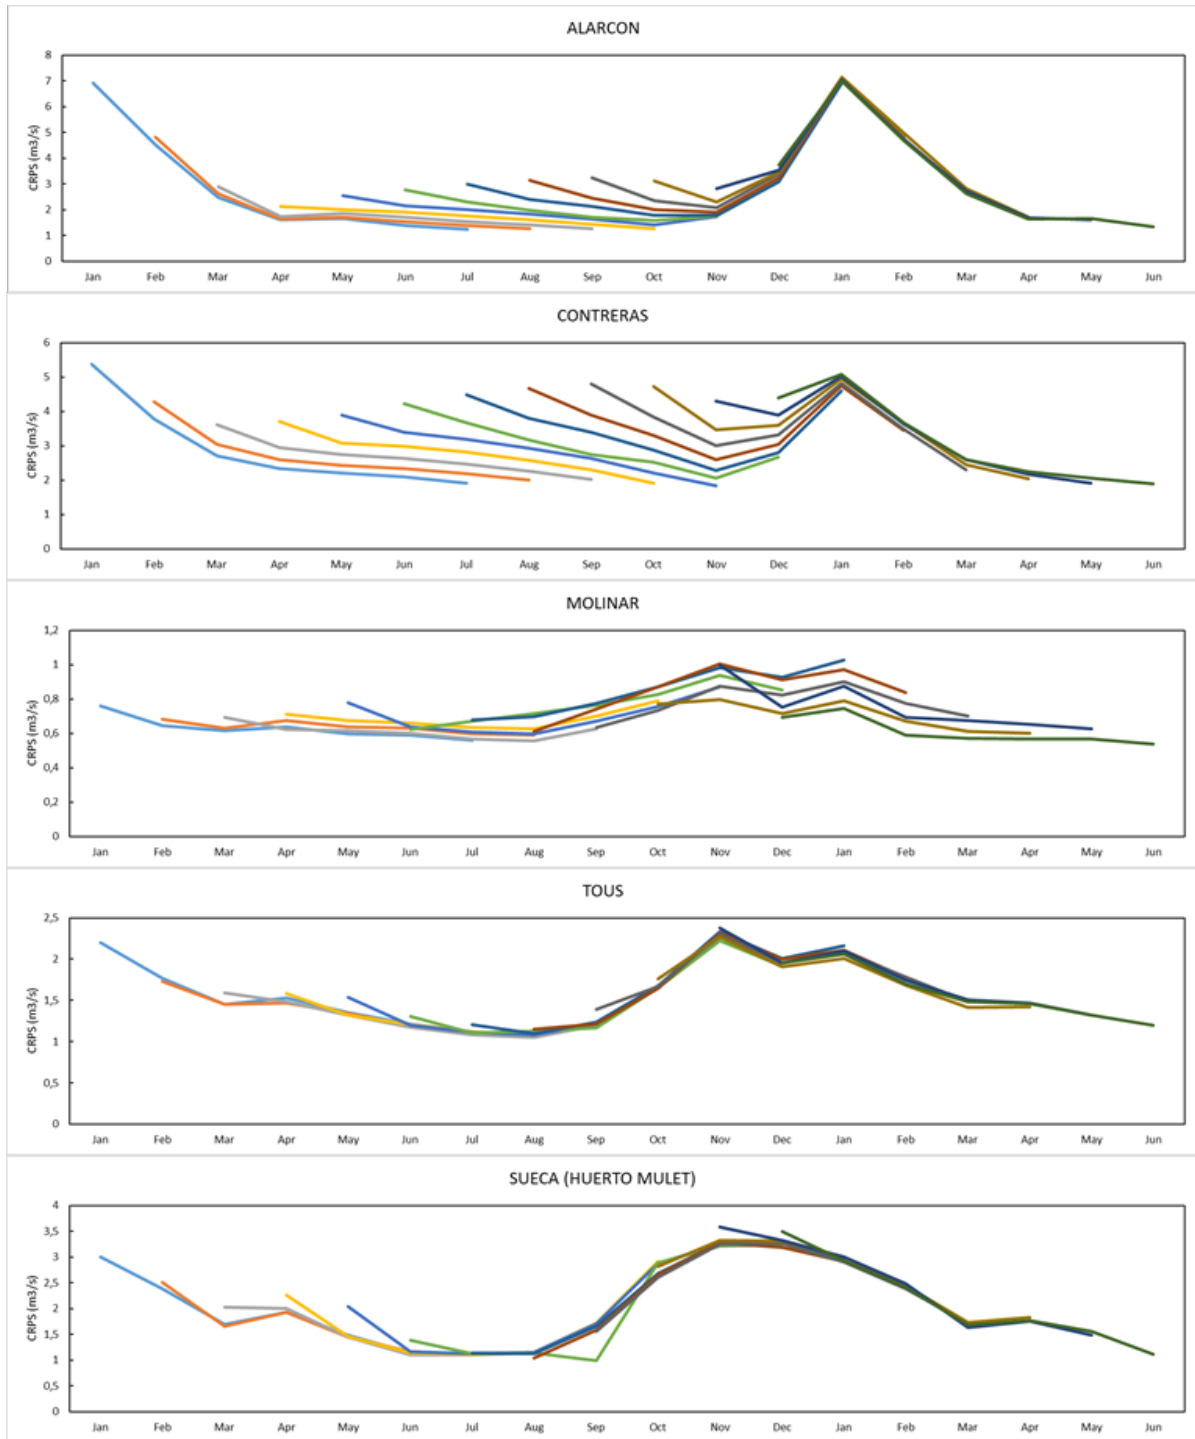 ALARCON
CRPS (m3/s)
8
7
6
5
4
3
2
1
0
Jan Feb Mar Apr May Jun Jul Aug Sep Oct Nov Dec Jan Feb Mar Apr May Jun
CONTRERAS
CRPS (m3/s)
6
5
4
3
2
1
0
Jan Feb Mar Apr May Jun Jul Aug Sep Oct Nov Dec Jan Feb Mar Apr May Jun
MOLINAR
CRPS (m3/s)
1,2
1
0,8
0,6
0,4
0,2
0
Jan Feb Mar Apr May Jun Jul Aug Sep Oct Nov Dec Jan Feb Mar Apr May Jun
TOUS
CRPS (m3/s)
2,5
2
1,5
1
0,5
0
Jan Feb Mar Apr May Jun Jul Aug Sep Oct Nov Dec Jan Feb Mar Apr May Jun
SUECA (HUERTO MULET)
CRPS (m3/s)
4
3,5
3
2,5
2
1,5
1
0,5
0
Jan Feb Mar Apr May Jun Jul Aug Sep Oct Nov Dec Jan Feb Mar Apr May Jun